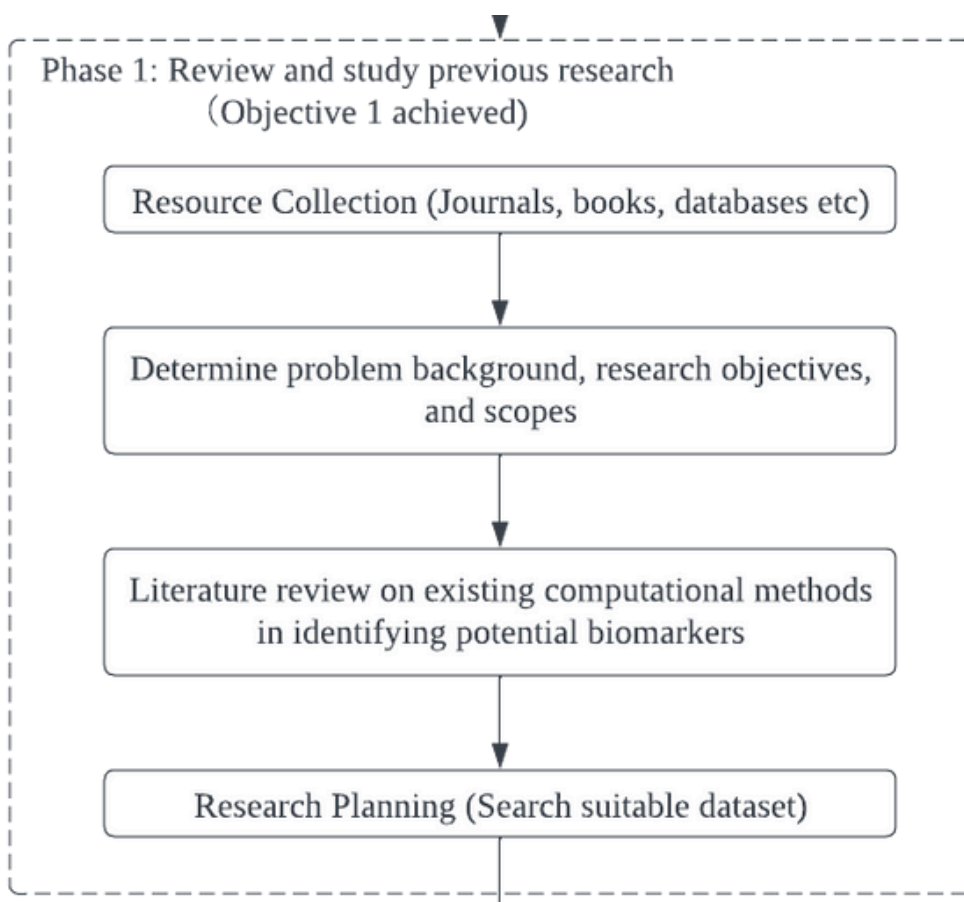 Phase 1: Review and study previous research
（Objective 1 achieved)
Resource Collection (Journals, books, databases etc)
Determine problem background, research objectives,
and scopes
Literature review on existing computational methods
in identifying potential biomarkers
Research Planning (Search suitable dataset)